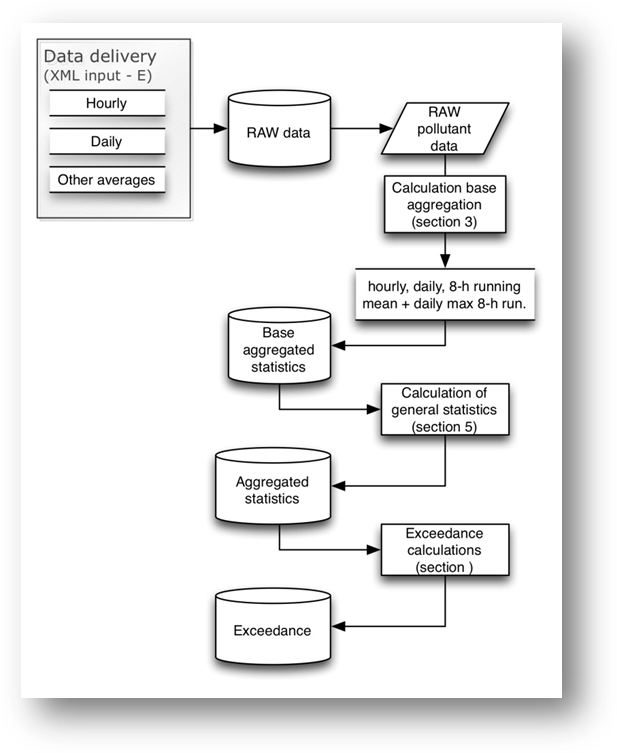 Data delivery
(XML input - E)
Hourly
Daily
Other averages
RAW data
RAW
pollutant
data
Calculation base
aggregation
(section 3)
hourly, daily, 8-h running
mean + daily max 8-h run.
Base
aggregated
statistics
Calculation of
general statistics
(section 5)
Aggregated
statistics
Exceedance
calculations
(section )
Exceedance